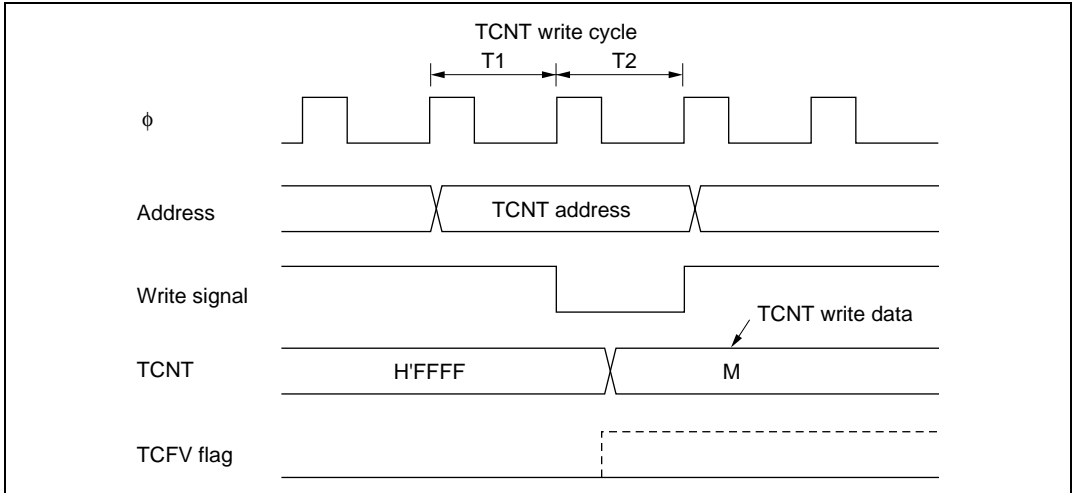 TCNT write cycle
T1 T2
ϕ
Address
TCNT address
Write signal
TCNT write data
TCNT
H'FFFF
M
TCFV flag